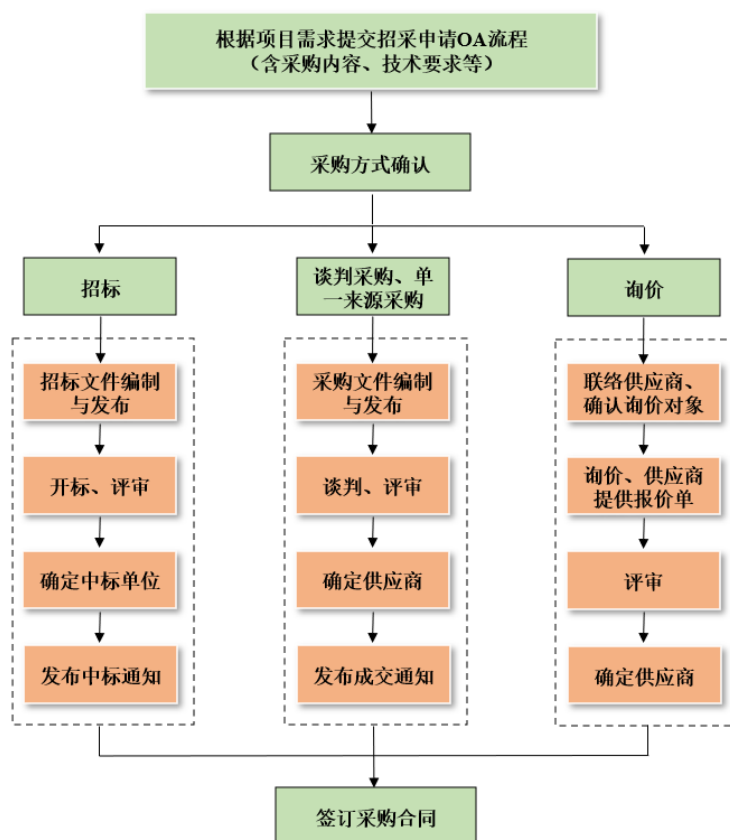 根据项目需求提交招采申请OA流程
（含采购内容、技术要求等）
采购方式确认
招标
谈判采购、单
一来源采购
询价
招标文件编制
与发布
开标、评审
确定中标单位
发布中标通知
采购文件编制
与发布
谈判、评审
确定供应商
发布成交通知
联络供应商、
确认询价对象
询价、供应商
提供报价单
评审
确定供应商
签订采购合同